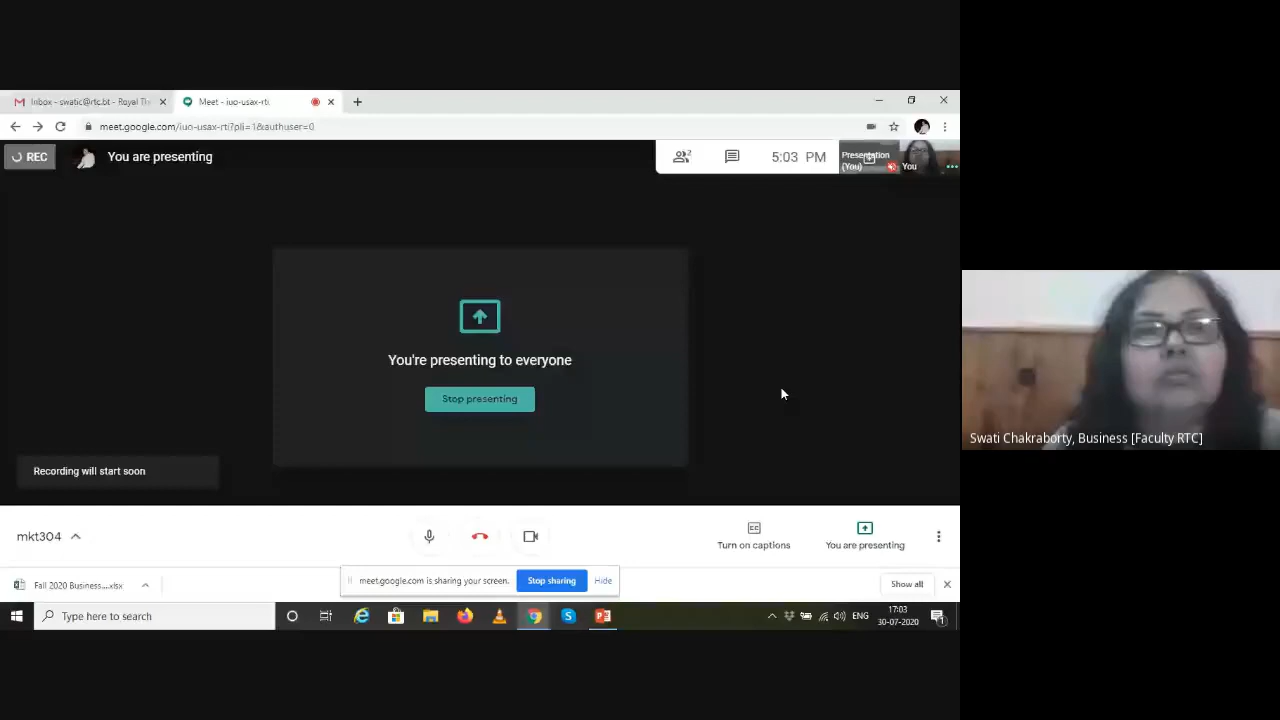 Inbox - swatic@rtc.bt - Royal Th
Meet - iuo-usax-rti
meet.google.com/iuo-usax-rti?pli=1&authuser=0
REC
You are presenting
2
5:03 PM
Presentation
(You)
You
You're presenting to everyone
Stop presenting
Recording will start soon
Swati Chakraborty, Business [Faculty RTC]
mkt304
Turn on captions
You are presenting
Fall 2020 Business....xlsx
meet.google.com is sharing your screen.
Stop sharing
Hide
Show all
Type here to search
ENG
17:03
30-07-2020
1